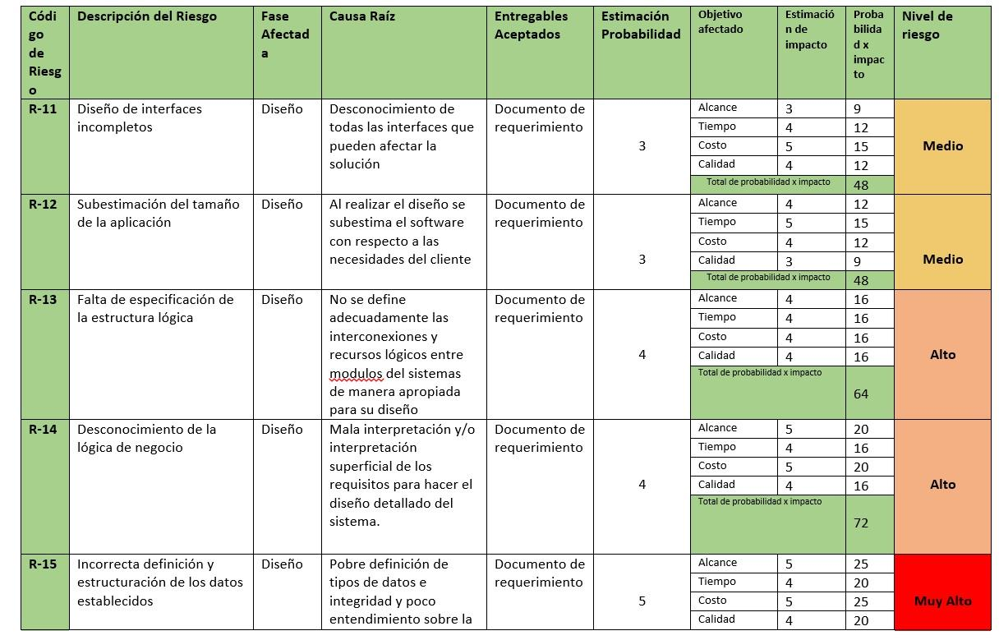 Códi
go
de
Riesg
o
Descripción del Riesgo
Fase
Afectad
a
Causa Raíz
Entregables
Aceptados
Estimación
Probabilidad
Objetivo
afectado
Estimació
n de
impacto
Proba
bilida
d x
impac
to
Nivel de
riesgo
R-11
Diseño de interfaces
incompletos
Diseño
Desconocimiento de
todas las interfaces que
pueden afectar la
solución
Documento de
requerimiento
3
Alcance 3 9
Tiempo 4 12
Costo 5 15
Calidad 4 12
Total de probabilidad x impacto 48
Medio
R-12
Subestimación del tamaño
de la aplicación
Diseño
Al realizar el diseño se
subestima el software
con respecto a las
necesidades del cliente
Documento de
requerimiento
3
Alcance 4 12
Tiempo 5 15
Costo 4 12
Calidad 3 9
Total de probabilidad x impacto 48
Medio
R-13
Falta de especificación de
la estructura lógica
Diseño
No se define
adecuadamente las
interconexiones y
recursos lógicos entre
modulos del sistemas
de manera apropiada
para su diseño
Documento de
requerimiento
4
Alcance 4 16
Tiempo 4 16
Costo 4 16
Calidad 4 16
Total de probabilidad x impacto
64
Alto
R-14
Desconocimiento de la
lógica de negocio
Diseño
Mala interpretación y/o
interpretación
superficial de los
requisitos para hacer el
diseño detallado del
sistema.
Documento de
requerimiento
4
Alcance 5 20
Tiempo 4 16
Costo 5 20
Calidad 4 16
Total de probabilidad x impacto
72
Alto
R-15
Incorrecta definición y
estructuración de los datos
establecidos
Diseño
Pobre definición de
tipos de datos e
integridad y poco
entendimiento sobre la
Documento de
requerimiento
5
Alcance 5 25
Tiempo 4 20
Costo 5 25
Calidad 4 20
Muy Alto